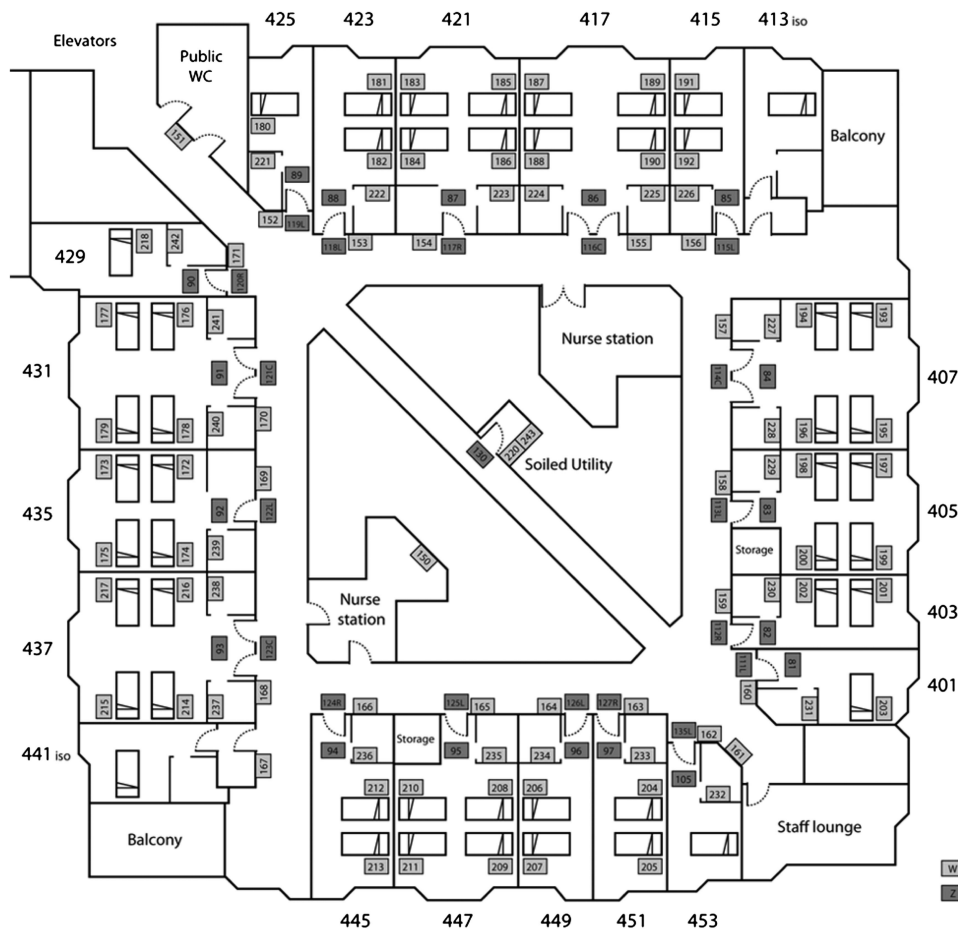 425 423 421 417 415 413 iso
Elevators
Public
WC
181 183 185 187 189 191
180
151
Balcony
221 182 184 186 188 190 192
89
222 223 224 225 226
88 87 86 85
152 119L
118L 153 154 117R 116C 155 156 115L
429
218 242 171
90 120R
177 176 241
431
91 121C
179 178 240 170
173 172 169
435
92 122L
175 174 239
217 216 238
437
93 123C
215 214 237 168
441 iso
167
Balcony
Nurse station
130 220 243
Soiled Utility
150
Nurse
station
157 227 194 193
114C 84
407
228 196 195
158 229 198 197
113L 83
405
Storage
200 199
159 230 202 201
403
112R 82
111L 81
401
160 231 203
124R 166 125L 165 164 126L 127R 163
135L 162 161
94 Storage 95 96 97
236 235 234 233
105
232
212 210 208 206 204
Staff lounge
213 211 209 207 205
445 447 449 451 453
W
Z